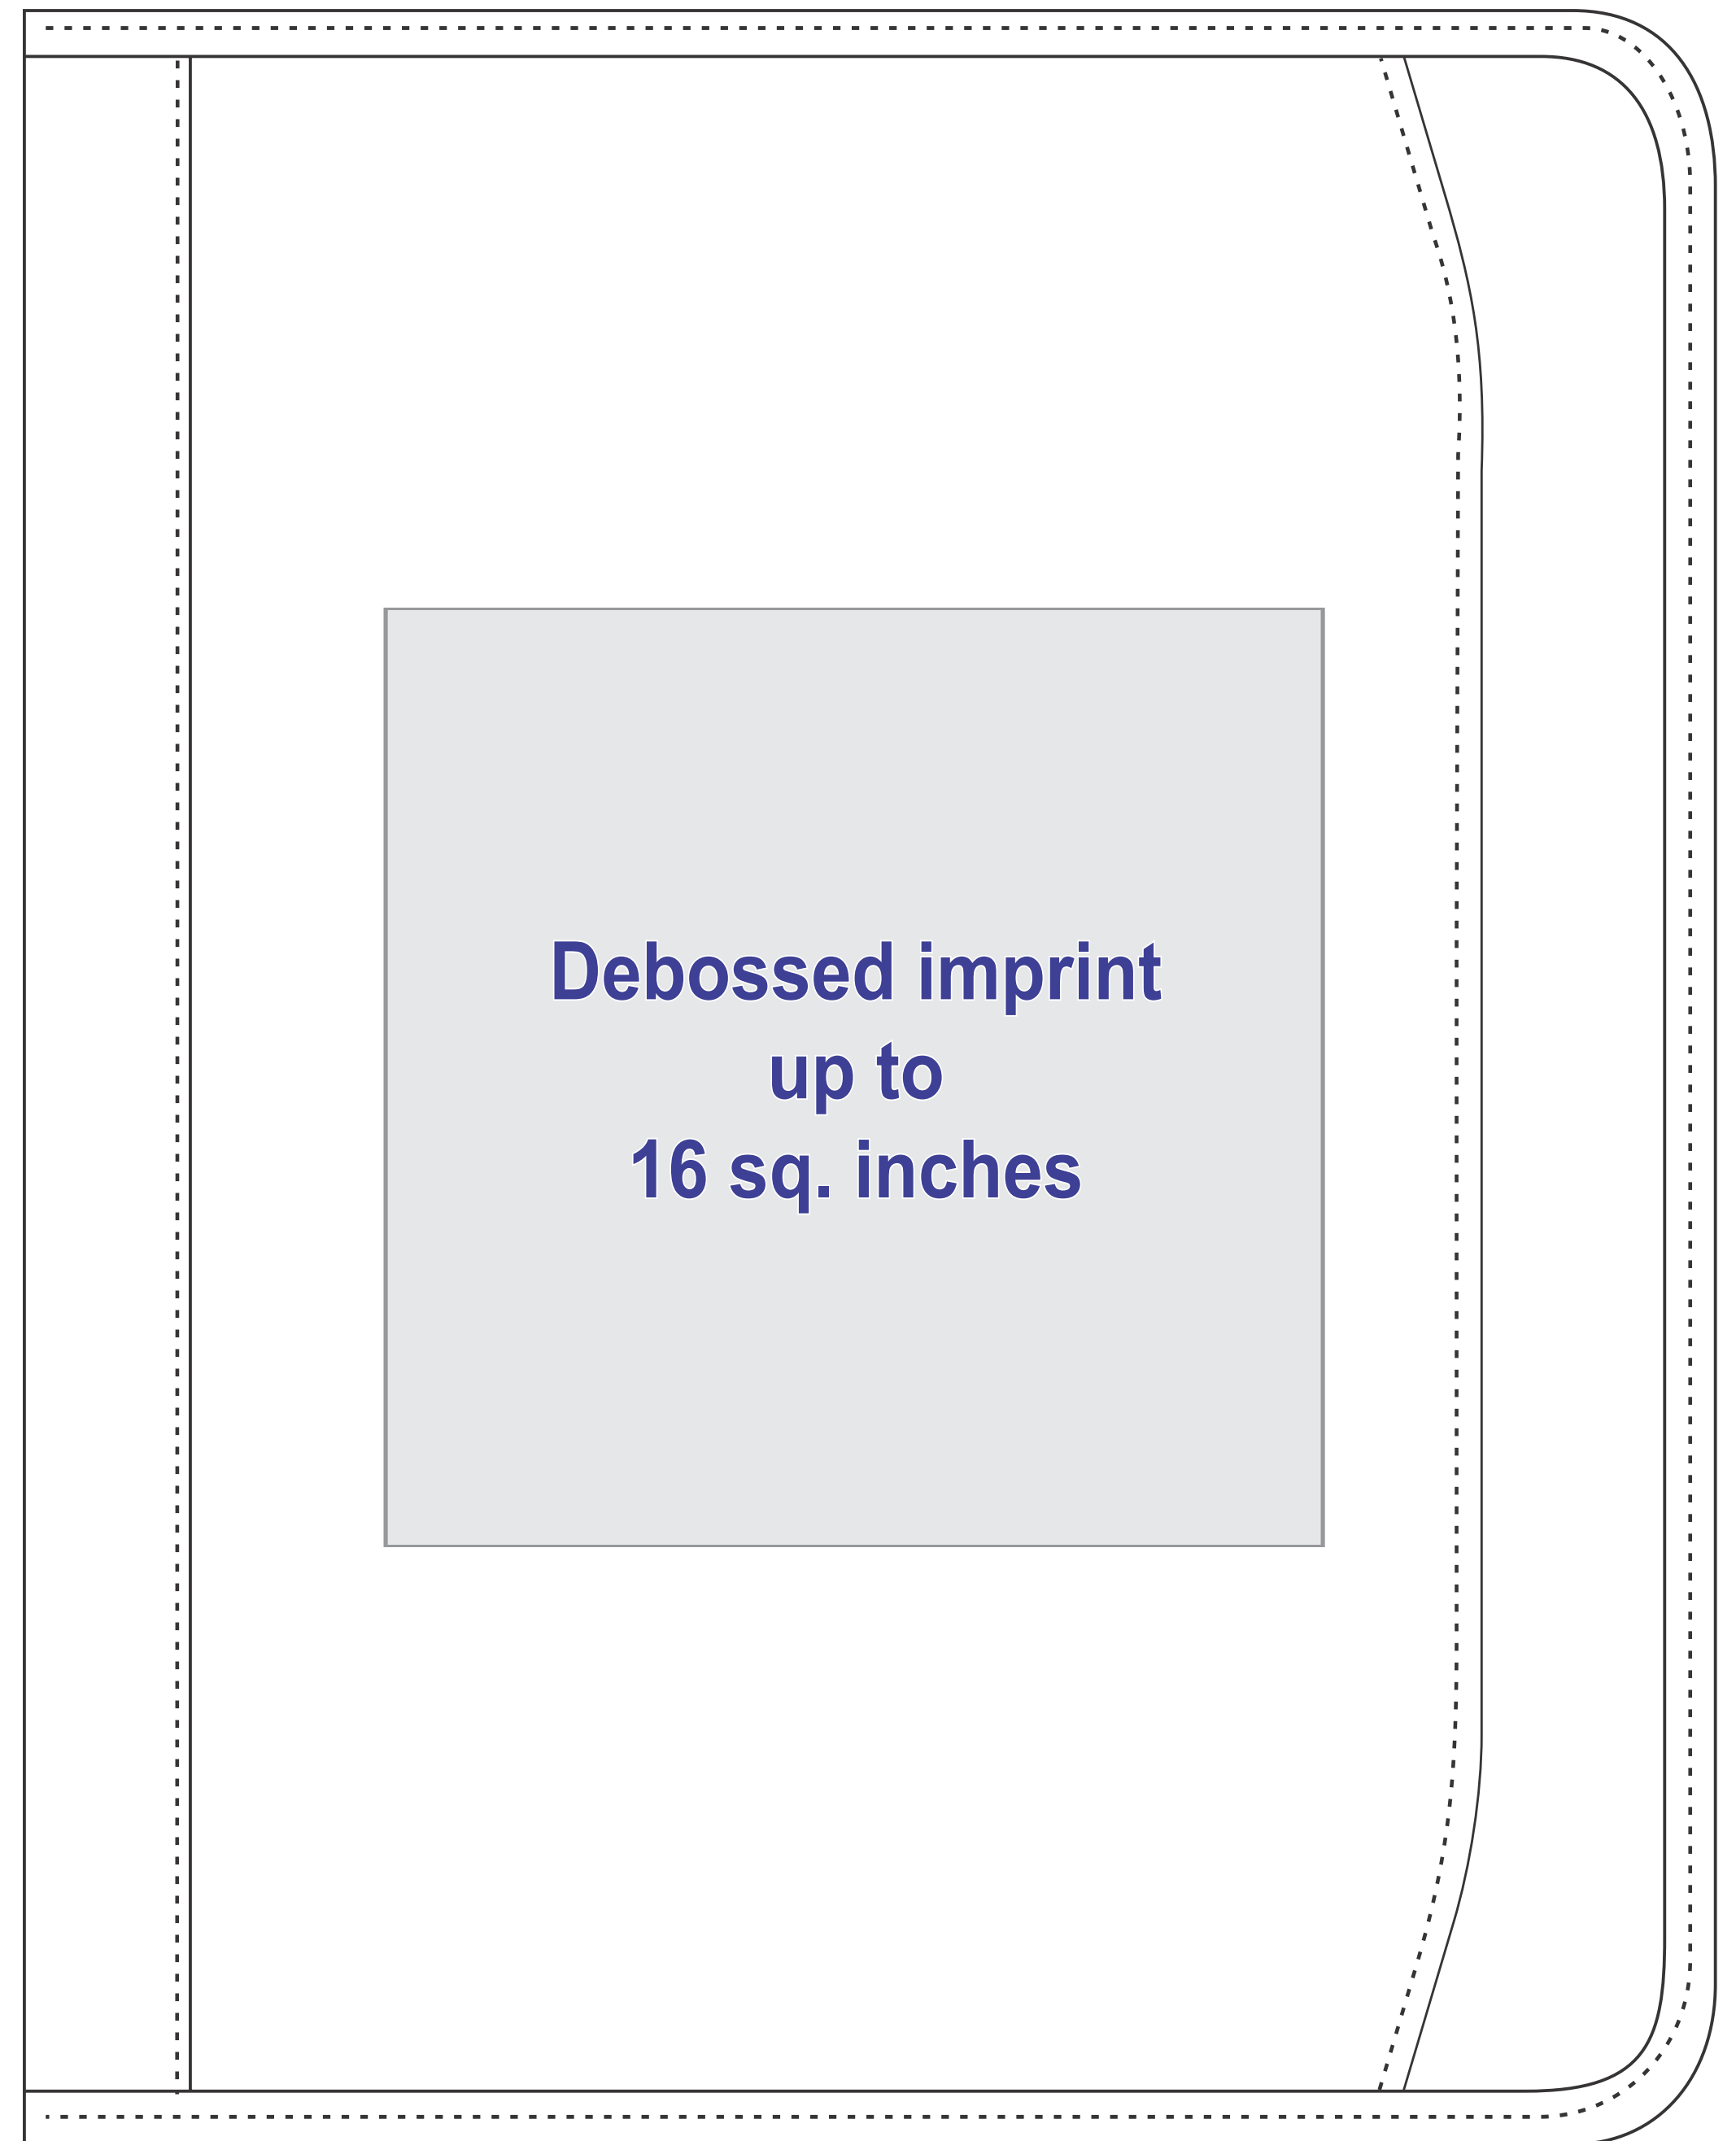 Debossed imprint
up to
16 sq. inches